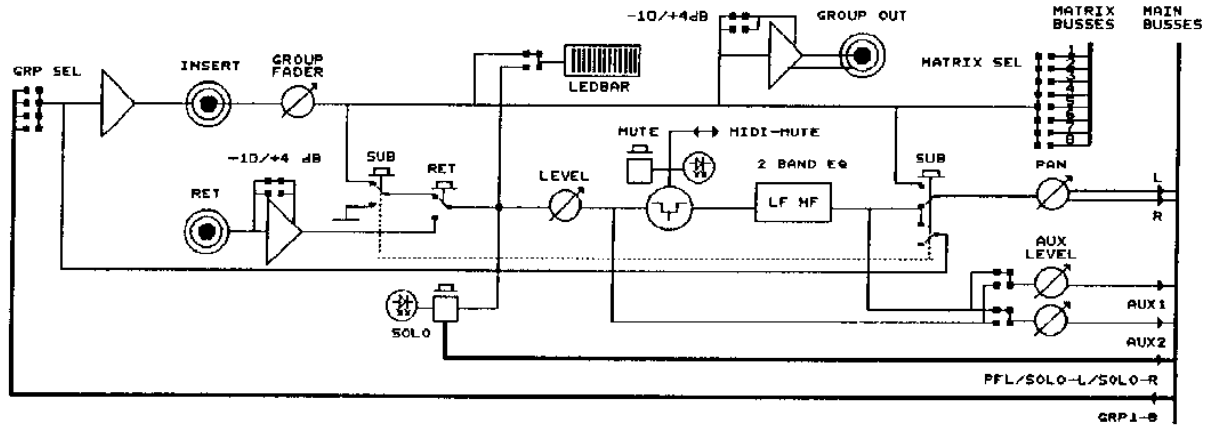 MATRIX BUSSES
MAIN BUSSES
-10/+4dB
GROUP OUT
GRP SEL
INSERT
GROUP FADER
LEDBAR
MATRIX SEL
1
2
3
4
5
6
7
8
MUTE
MIDI-MUTE
-10/+4 dB
SUB
RET
LEVEL
2 BAND EQ
SUB
PAN
L
R
RET
LF MF
AUX LEVEL
SOLO
AUX1
AUX2
PFL/SOLO-L/SOLO-R
GRP1-8